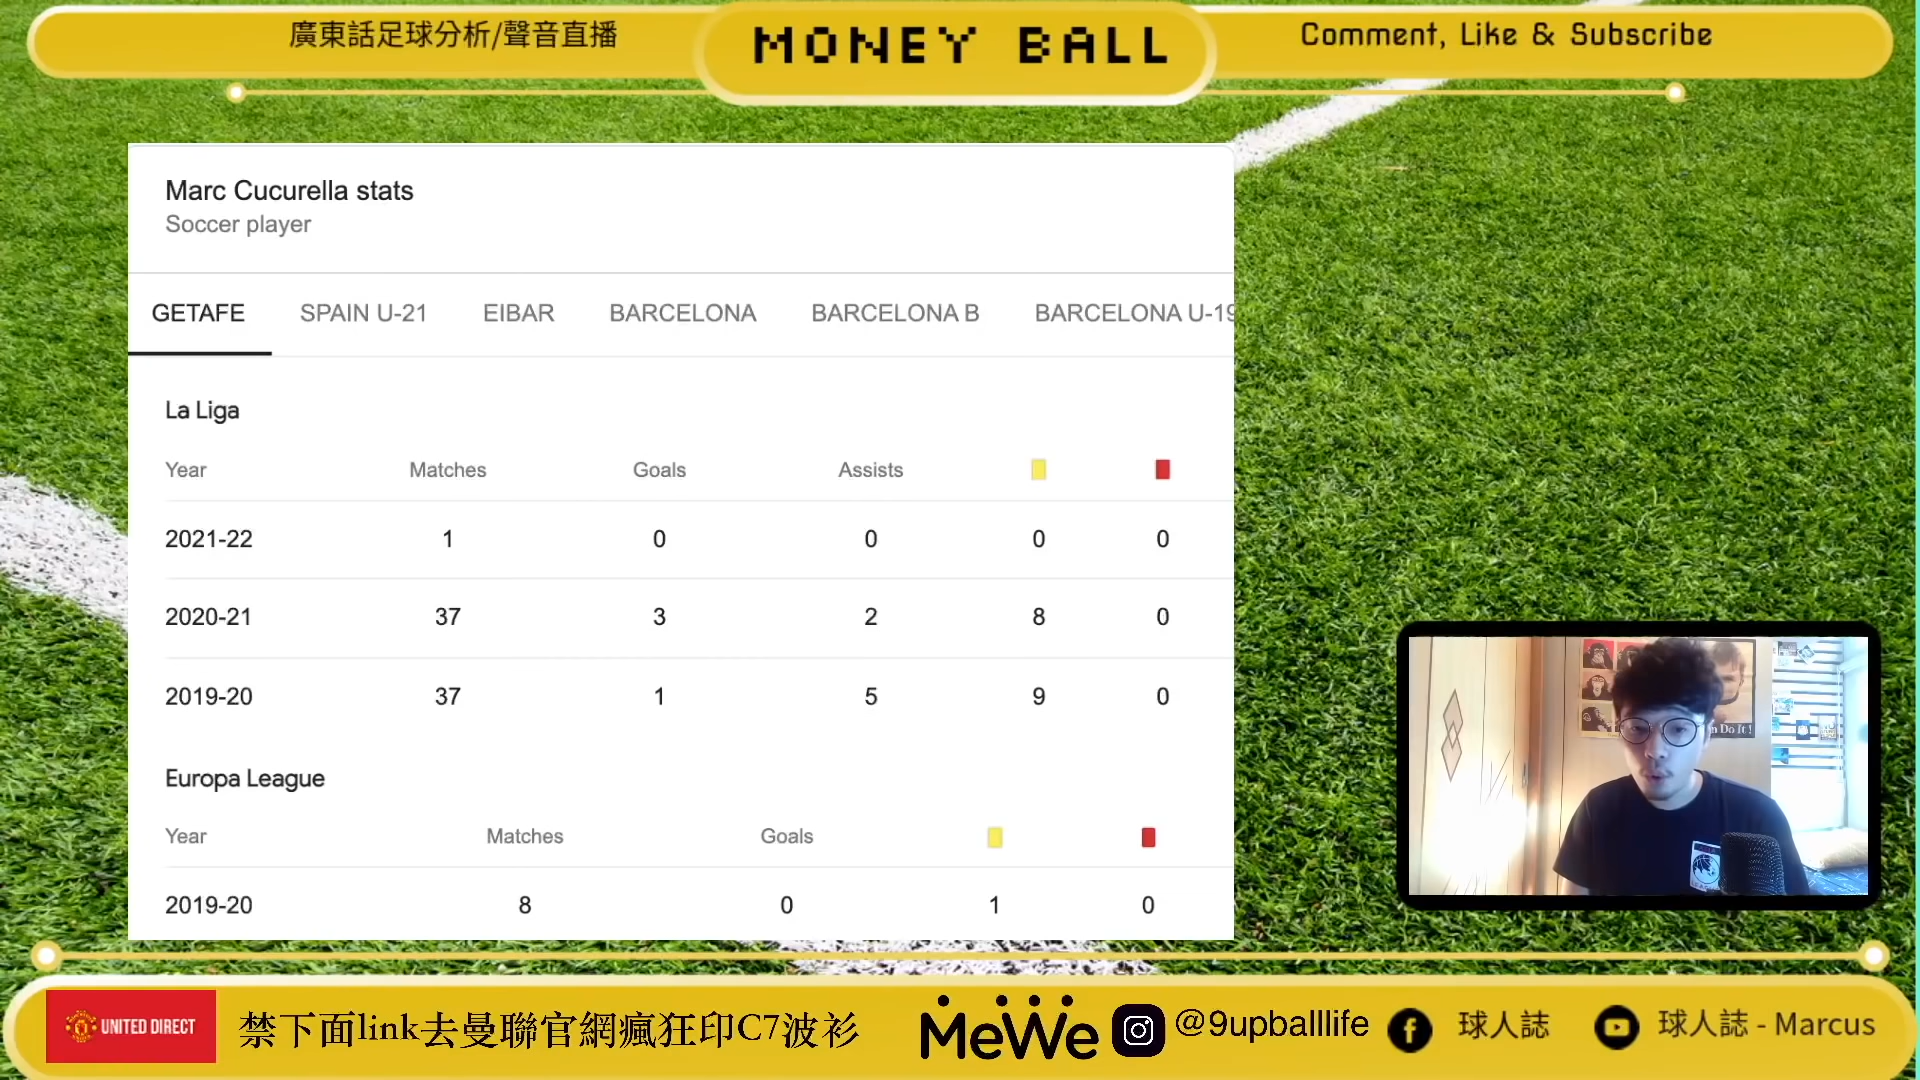 廣東話足球分析/聲音直播
MONEY BALL
Comment, Like & Subscribe
Marc Cucurella stats
Soccer player
GETAFE SPAIN U-21 EIBAR BARCELONA BARCELONA B BARCELONA U-19
La Liga
Year Matches Goals Assists
2021-22 1 0 0 0 0
2020-21 37 3 2 8 0
2019-20 37 1 5 9 0
Europa League
Year Matches Goals
2019-20 8 0 1 0
n Do It!
UNITED DIRECT
禁下面link去曼聯官網瘋狂印C7波衫
MeWe
@9upballlife
球人誌
球人誌 - Marcus